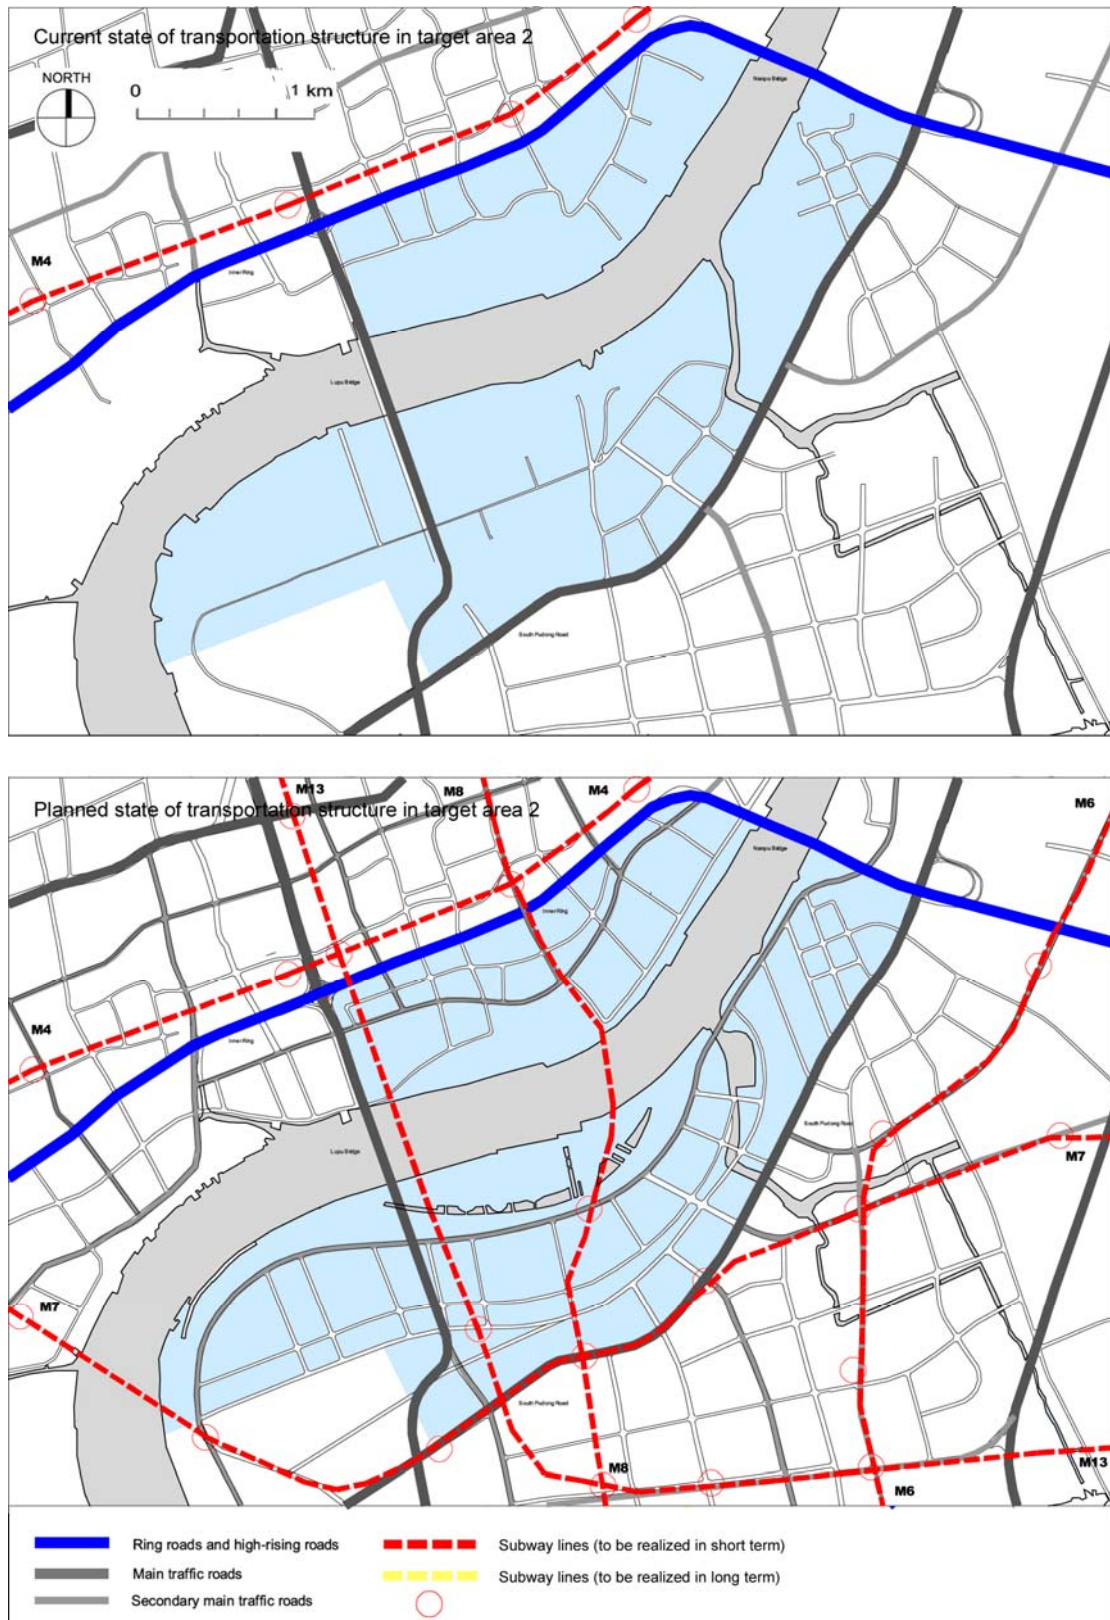 Current state of transportation structure in target area 2
NORTH
0 1 km
Nanpu Bridge
M4
Inner Ring
Lupu Bridge
South Pudong Road
M13 M8 M4 M6
Planned state of transportation structure in target area 2
Nanpu Bridge
Inner Ring
M4
Inner Ring
South Pudong Road
Lupu Bridge
M7
M7
South Pudong Road
M8
M13
M6
Ring roads and high-rising roads
Subway lines (to be realized in short term)
Main traffic roads
Subway lines (to be realized in long term)
Secondary main traffic roads